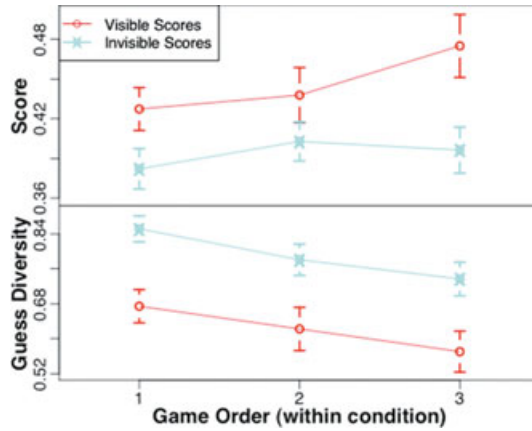 Visible Scores
Invisible Scores
Score
0.48
0.42
0.36
Guess Diversity
0.84
0.68
0.52
1 2 3
Game Order (within condition)